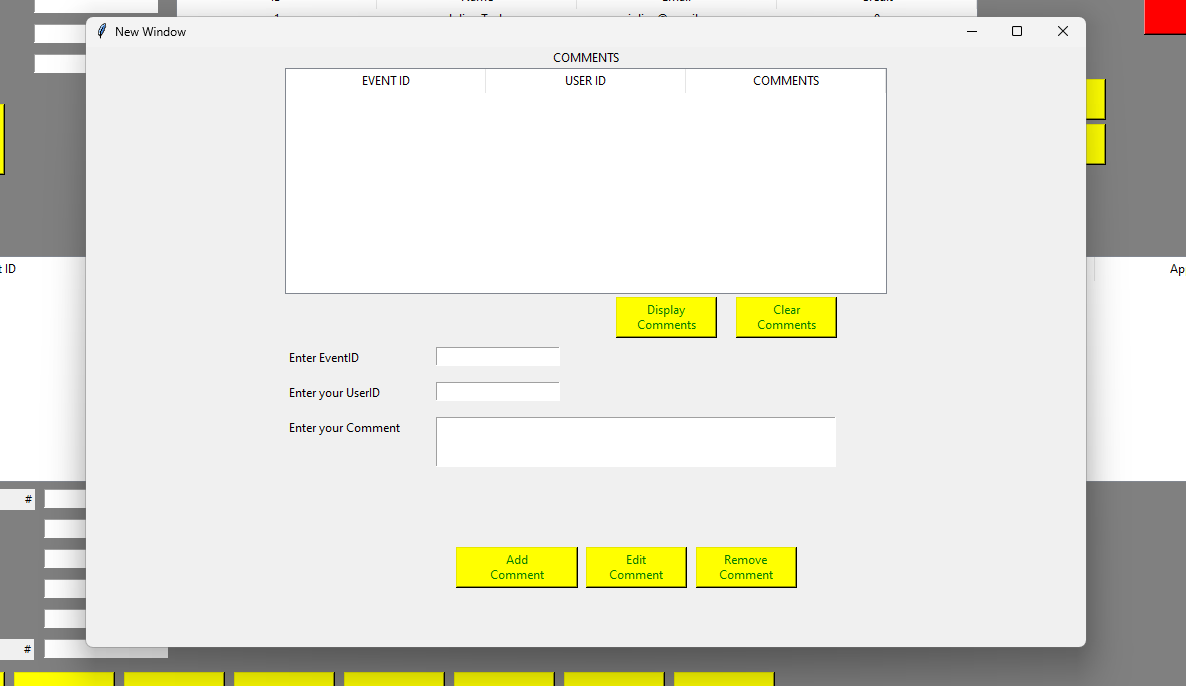 New Window
COMMENTS
EVENT ID USER ID COMMENTS
t ID
Ap
Display
Comments
Clear
Comments
Enter EventID
Enter your UserID
Enter your Comment
#
Add
Comment
Edit
Comment
Remove
Comment
#